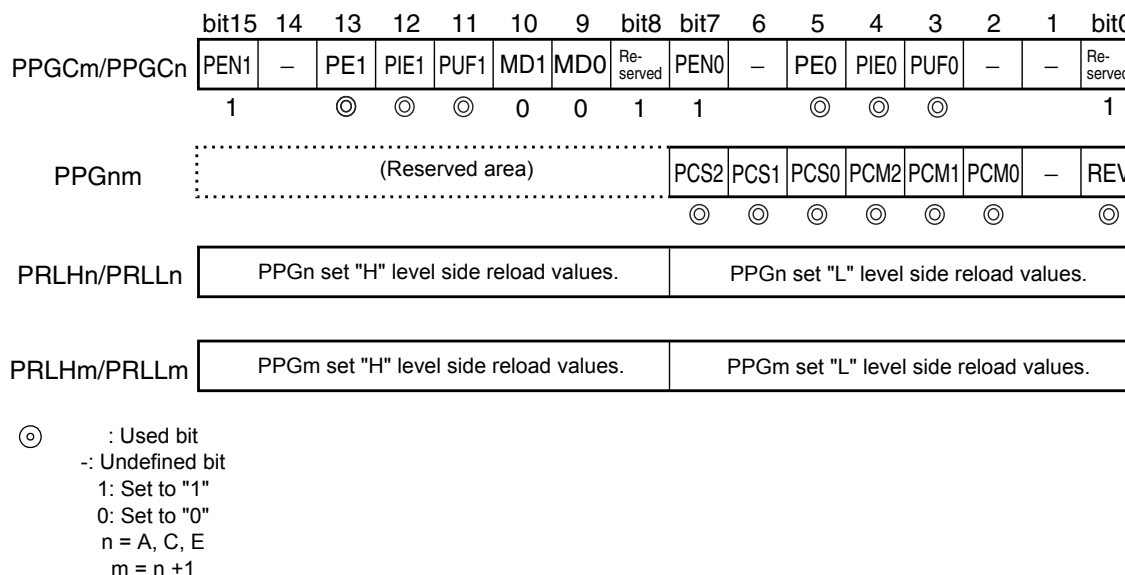 bit15 14 13 12 11 10 9 bit8 bit7 6 5 4 3 2 1 bit0
PPGCm/PPGCn PEN1 – PE1 PIE1 PUF1 MD1 MD0 Re-served PEN0 – PE0 PIE0 PUF0 – – Re-served
1 ◎ ◎ ◎ 0 0 1 1 ◎ ◎ ◎ 1
PPGnm (Reserved area) PCS2 PCS1 PCS0 PCM2 PCM1 PCM0 – REV
◎ ◎ ◎ ◎ ◎ ◎ ◎
PRLHn/PRLLn PPGn set "H" level side reload values. PPGn set "L" level side reload values.
PRLHm/PRLLm PPGm set "H" level side reload values. PPGm set "L" level side reload values.
◎ : Used bit
-: Undefined bit
1: Set to "1"
0: Set to "0"
n = A, C, E
m = n +1